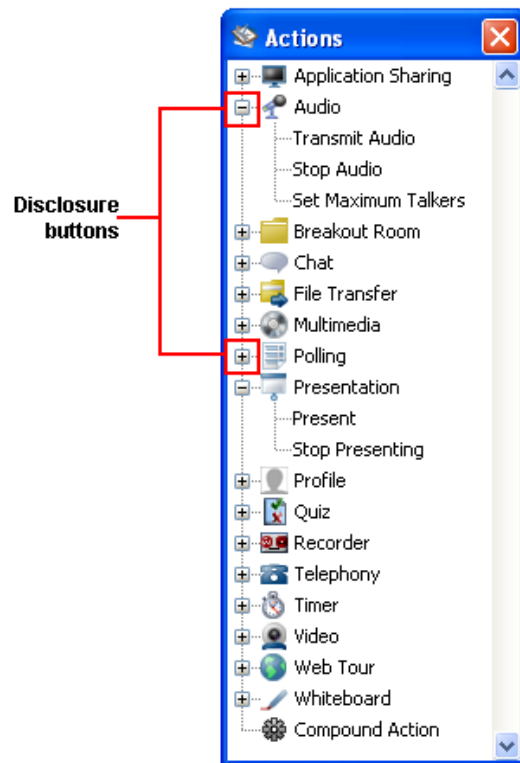 Actions
Application Sharing
Audio
Transmit Audio
Stop Audio
Set Maximum Talkers
Disclosure
buttons
Breakout Room
Chat
File Transfer
Multimedia
Polling
Presentation
Present
Stop Presenting
Profile
Quiz
Recorder
Telephony
Timer
Video
Web Tour
Whiteboard
Compound Action